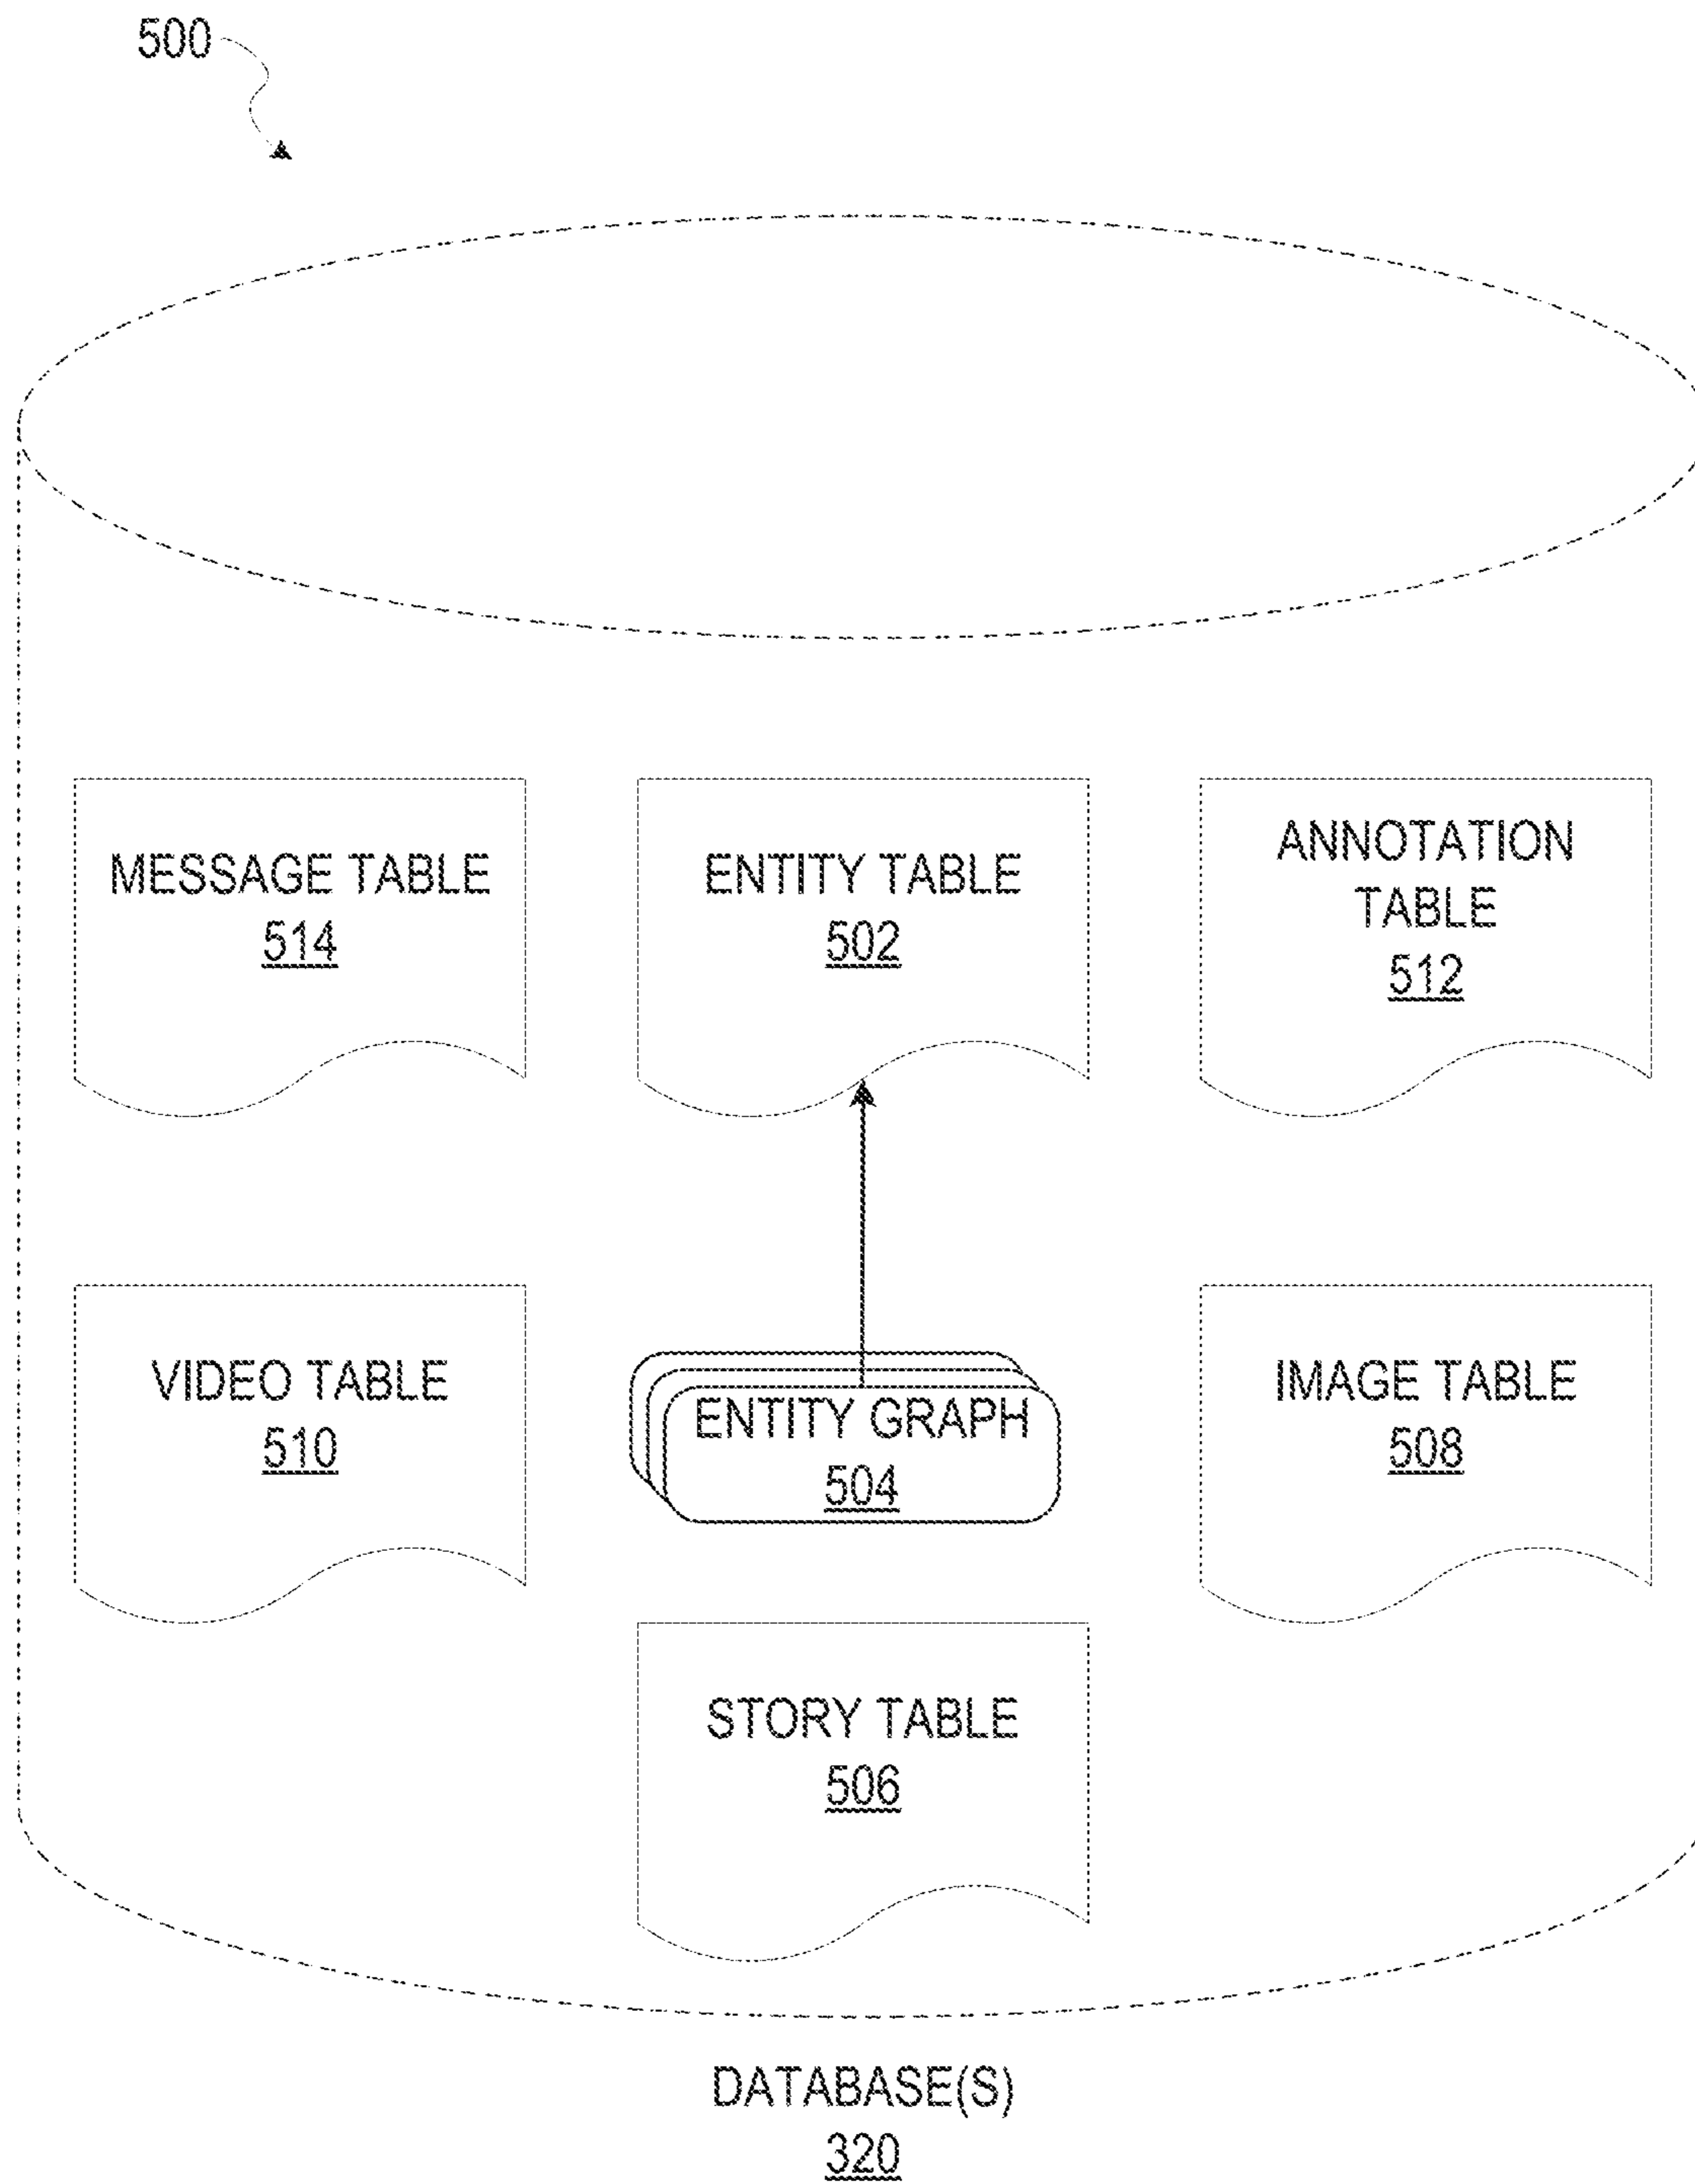 500
MESSAGE TABLE
514
ENTITY TABLE
502
ANNOTATION
TABLE
512
VIDEO TABLE
510
ENTITY GRAPH
504
IMAGE TABLE
508
STORY TABLE
506
DATABASE(S)
320